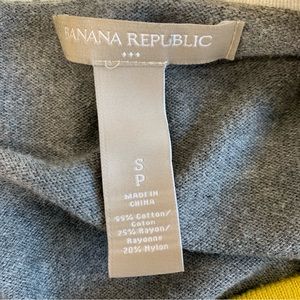 BANANA REPUBLIC
S
P
MADE IN
CHINA
55% Cotton/
Coton
25% Rayon/
Rayonne
20% Nylon